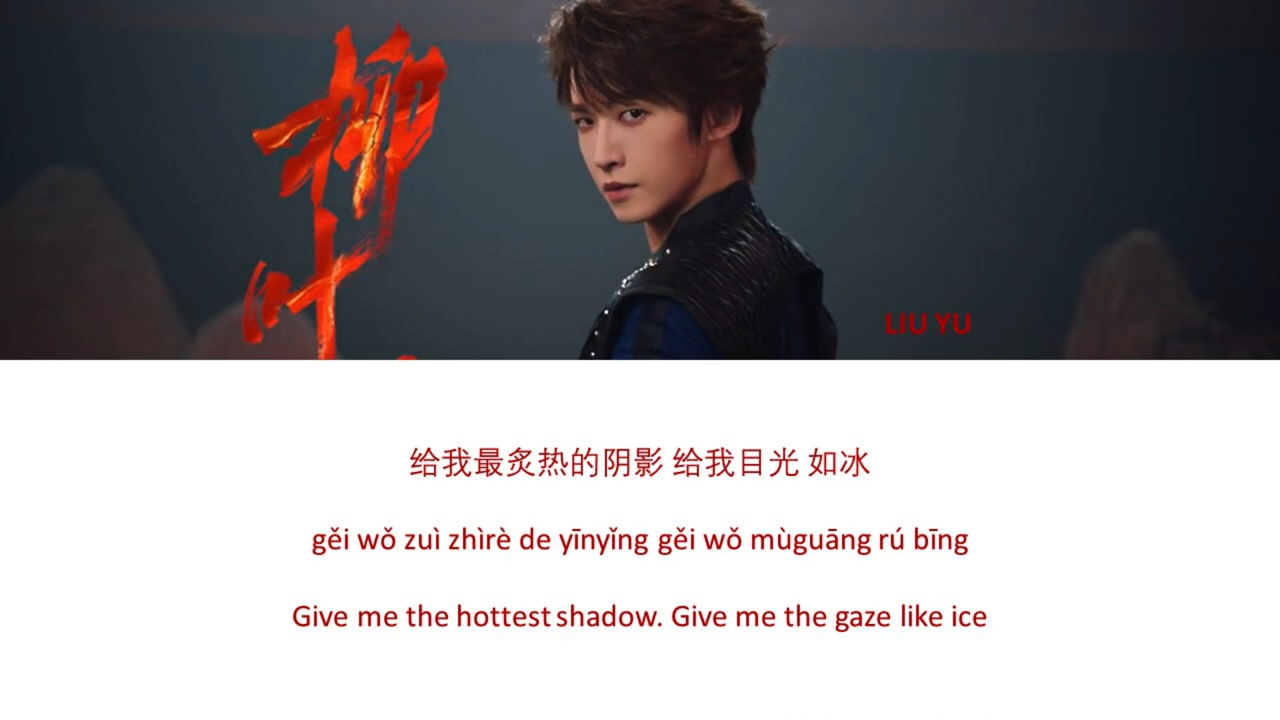 柳叶
LIU YU
给我最炙热的阴影 给我目光 如冰
gěi wǒ zuì zhìrè de yīnyǐng gěi wǒ mùguāng rú bīng
Give me the hottest shadow. Give me the gaze like ice